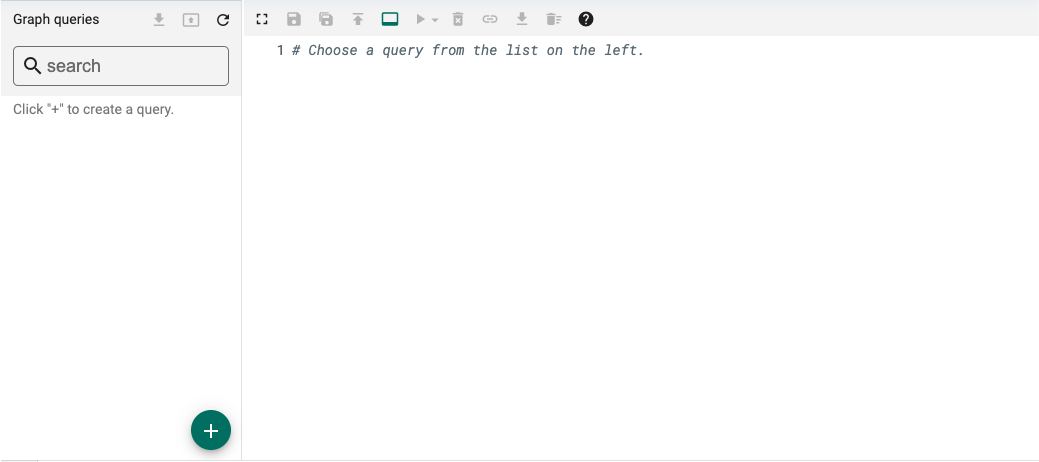 Graph queries
search
Click "+" to create a query.
1 # Choose a query from the list on the left.